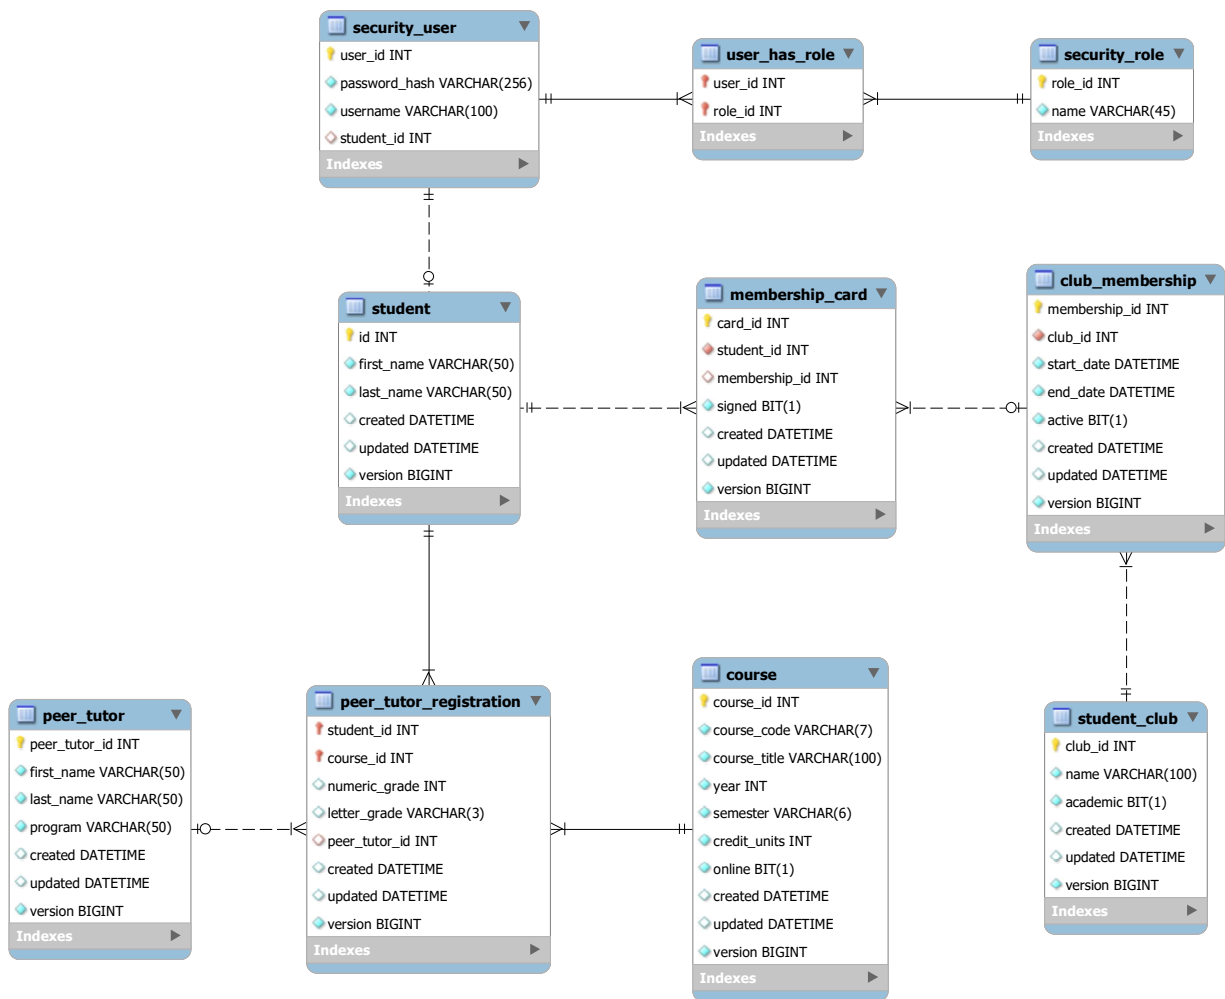 security_user
user_id INT
password_hash VARCHAR(256)
username VARCHAR(100)
student_id INT
Indexes
user_has_role
user_id INT
role_id INT
Indexes
security_role
role_id INT
name VARCHAR(45)
Indexes
student
id INT
first_name VARCHAR(50)
last_name VARCHAR(50)
created DATETIME
updated DATETIME
version BIGINT
Indexes
membership_card
card_id INT
student_id INT
membership_id INT
signed BIT(1)
created DATETIME
updated DATETIME
version BIGINT
Indexes
club_membership
membership_id INT
club_id INT
start_date DATETIME
end_date DATETIME
active BIT(1)
created DATETIME
updated DATETIME
version BIGINT
Indexes
peer_tutor
peer_tutor_id INT
first_name VARCHAR(50)
last_name VARCHAR(50)
program VARCHAR(50)
created DATETIME
updated DATETIME
version BIGINT
Indexes
peer_tutor_registration
student_id INT
course_id INT
numeric_grade INT
letter_grade VARCHAR(3)
peer_tutor_id INT
created DATETIME
updated DATETIME
version BIGINT
Indexes
course
course_id INT
course_code VARCHAR(7)
course_title VARCHAR(100)
year INT
semester VARCHAR(6)
credit_units INT
online BIT(1)
created DATETIME
updated DATETIME
version BIGINT
Indexes
student_club
club_id INT
name VARCHAR(100)
academic BIT(1)
created DATETIME
updated DATETIME
version BIGINT
Indexes